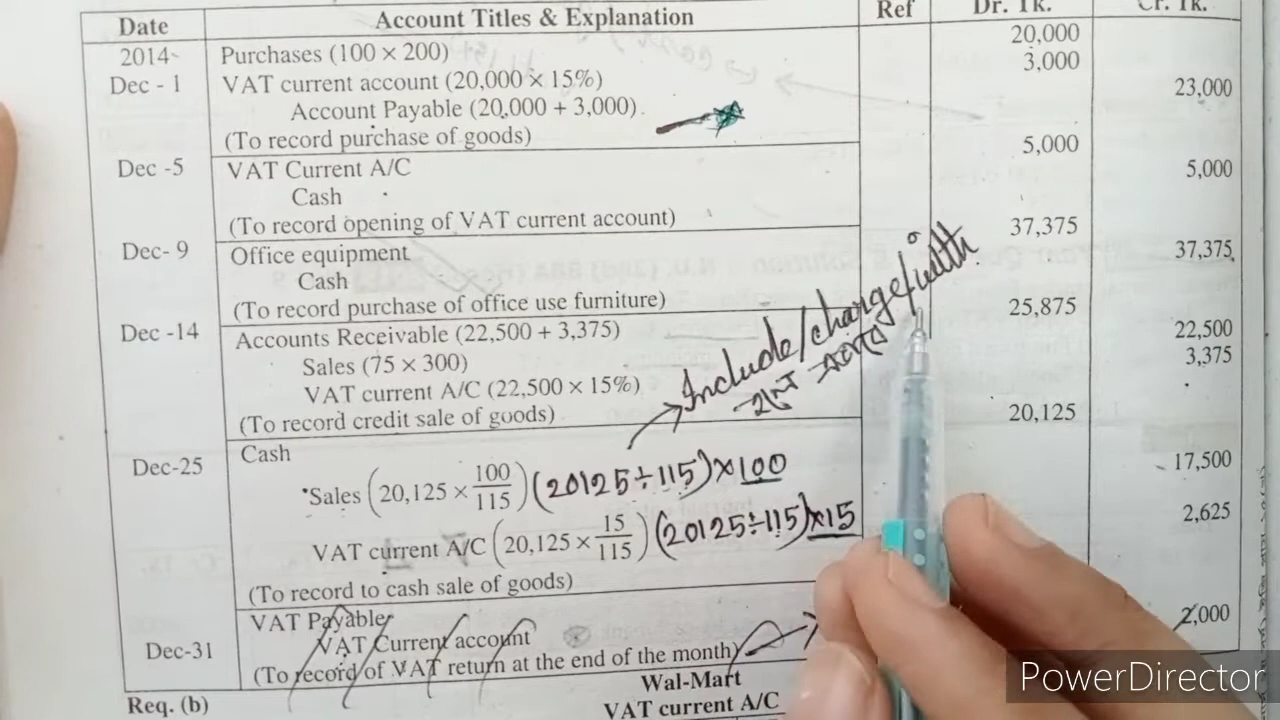 Date Account Titles & Explanation Ref Dr. Tk. Cr. Tk.
2014 Purchases (100 × 200) 20,000
Dec - 1 VAT current account (20,000 × 15%) 3,000
Account Payable (20,000 + 3,000) 23,000
(To record purchase of goods)
Dec -5 VAT Current A/C 5,000
Cash 5,000
(To record opening of VAT current account)
Dec- 9 Office equipment 37,375
Cash 37,375
(To record purchase of office use furniture)
Dec -14 Accounts Receivable (22,500 + 3,375) 25,875
Sales (75 × 300) 22,500
VAT current A/C (22,500 × 15%) 3,375
(To record credit sale of goods)
Include/charge/with
Dec-25 Cash 20,125
Sales (20,125 × 100/115) (20125÷115)×100 17,500
VAT current A/C (20,125 × 15/115) (20125÷115)×15 2,625
(To record to cash sale of goods)
VAT Payable
Dec-31 VAT Current account 2,000
(To record of VAT return at the end of the month)
Wal-Mart
Req. (b) VAT current A/C
PowerDirector